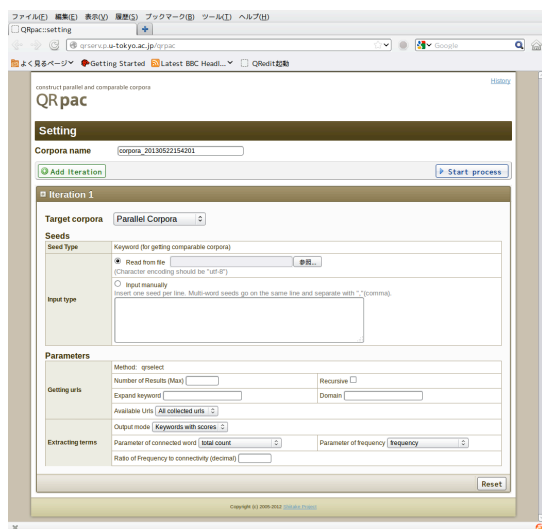 ファイル(F) 編集(E) 表示(V) 履歴(S) ブックマーク(B) ツール(T) ヘルプ(H)
QRpac::setting
qrserv.p.u-tokyo.ac.jp/qrpac
Google
よく見るページ Getting Started Latest BBC Headl... QRedit起動
History
construct parallel and comparable corpora
QRpac
Setting
Corpora name corpora_20130522154201
Add Iteration Start process
Iteration 1
Target corpora Parallel Corpora
Seeds
Seed Type Keyword (for getting comparable corpora)
Input type
Read from file 参照...
(Character encoding should be "utf-8")
Input manually
Insert one seed per line. Multi-word seeds go on the same line and separate with ","(comma).
Parameters
Getting urls
Method: qrselect
Number of Results (Max) Recursive
Expand keyword Domain
Available Urls All collected urls
Extracting terms
Output mode Keywords with scores
Parameter of connected word total count Parameter of frequency frequency
Ratio of Frequency to connectivity (decimal)
Reset
Copyright (c) 2005-2012 Shinoke Project